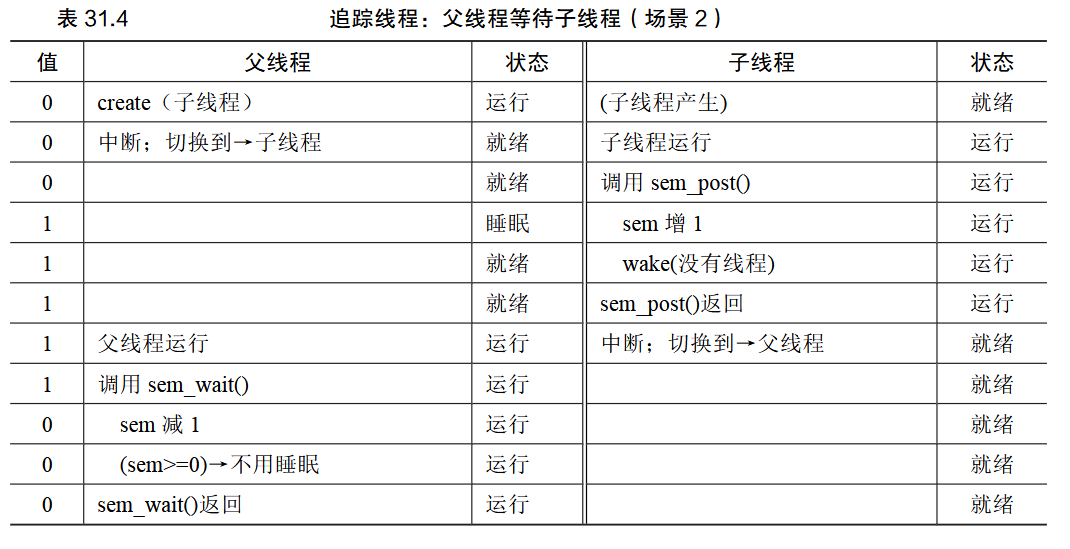 表 31.4 追踪线程：父线程等待子线程（场景 2）
值 父线程 状态 子线程 状态
0 create（子线程） 运行 (子线程产生) 就绪
0 中断；切换到→子线程 就绪 子线程运行 运行
0 就绪 调用 sem_post() 运行
1 睡眠 sem 增 1 运行
1 就绪 wake(没有线程) 运行
1 就绪 sem_post()返回 运行
1 父线程运行 运行 中断；切换到→父线程 就绪
1 调用 sem_wait() 运行 就绪
0 sem 减 1 运行 就绪
0 (sem>=0)→不用睡眠 运行 就绪
0 sem_wait()返回 运行 就绪